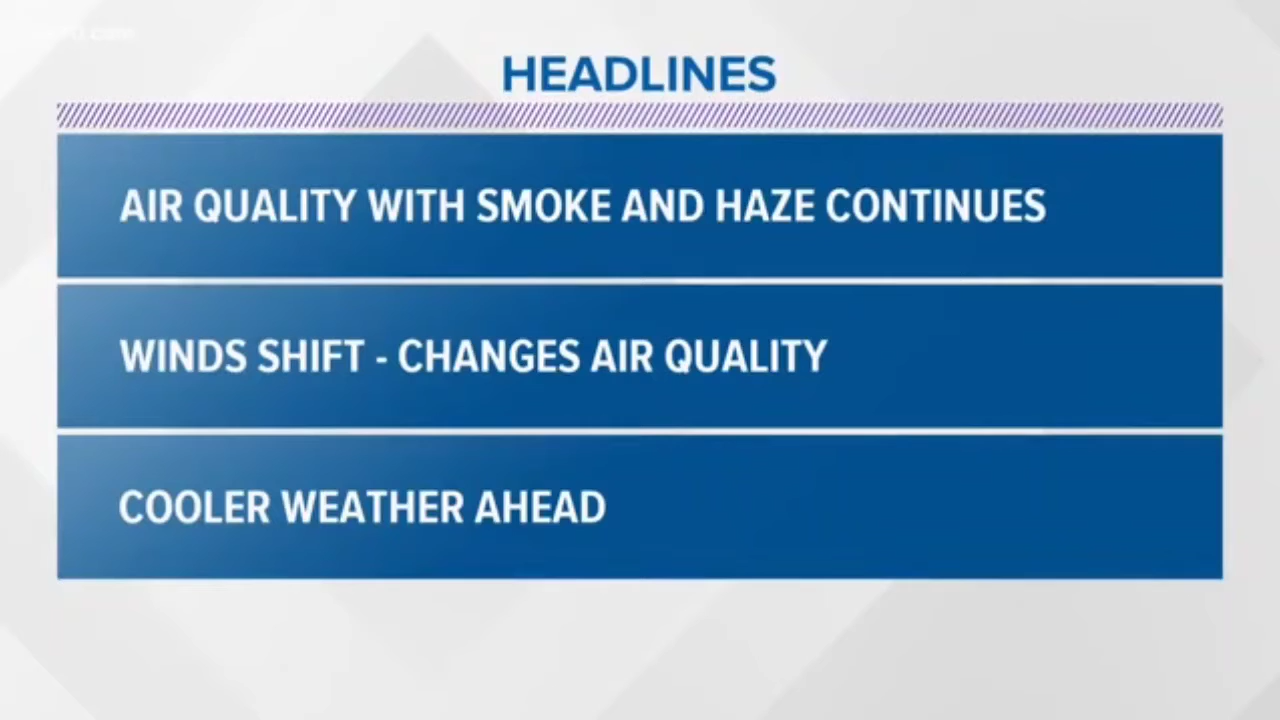 HEADLINES
AIR QUALITY WITH SMOKE AND HAZE CONTINUES
WINDS SHIFT - CHANGES AIR QUALITY
COOLER WEATHER AHEAD